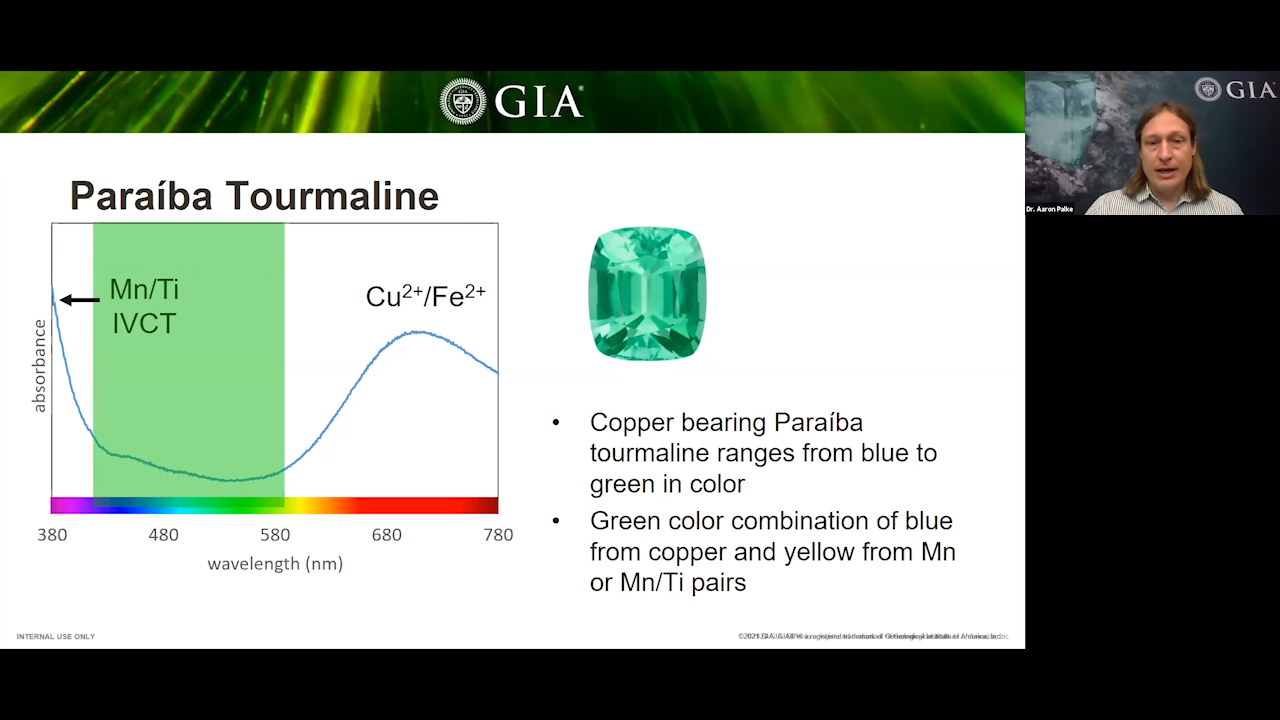 GIA
GIA
Dr. Aaron Palke
Paraíba Tourmaline
Mn/Ti
IVCT
Cu2+/Fe2+
absorbance
380 480 580 680 780
wavelength (nm)
• Copper bearing Paraíba
tourmaline ranges from blue to
green in color
• Green color combination of blue
from copper and yellow from Mn
or Mn/Ti pairs
INTERNAL USE ONLY